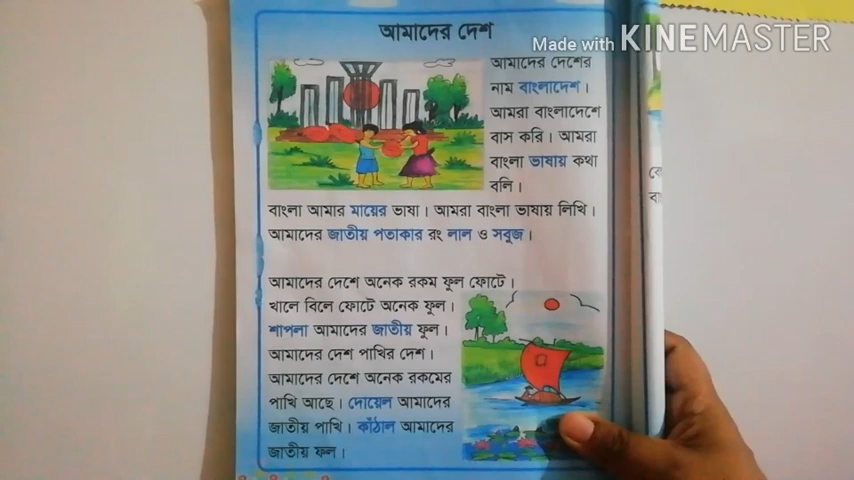 আমাদের দেশ
Made with KINEMASTER
আমাদের দেশের
নাম বাংলাদেশ।
আমরা বাংলাদেশে
বাস করি। আমরা
বাংলা ভাষায় কথা
বলি।
বাংলা আমার মায়ের ভাষা। আমরা বাংলা ভাষায় লিখি।
আমাদের জাতীয় পতাকার রং লাল ও সবুজ।
আমাদের দেশে অনেক রকম ফুল ফোটে।
খালে বিলে ফোটে অনেক ফুল।
শাপলা আমাদের জাতীয় ফুল।
আমাদের দেশ পাখির দেশ।
আমাদের দেশে অনেক রকমের
পাখি আছে। দোয়েল আমাদের
জাতীয় পাখি। কাঁঠাল আমাদের
জাতীয় ফল।